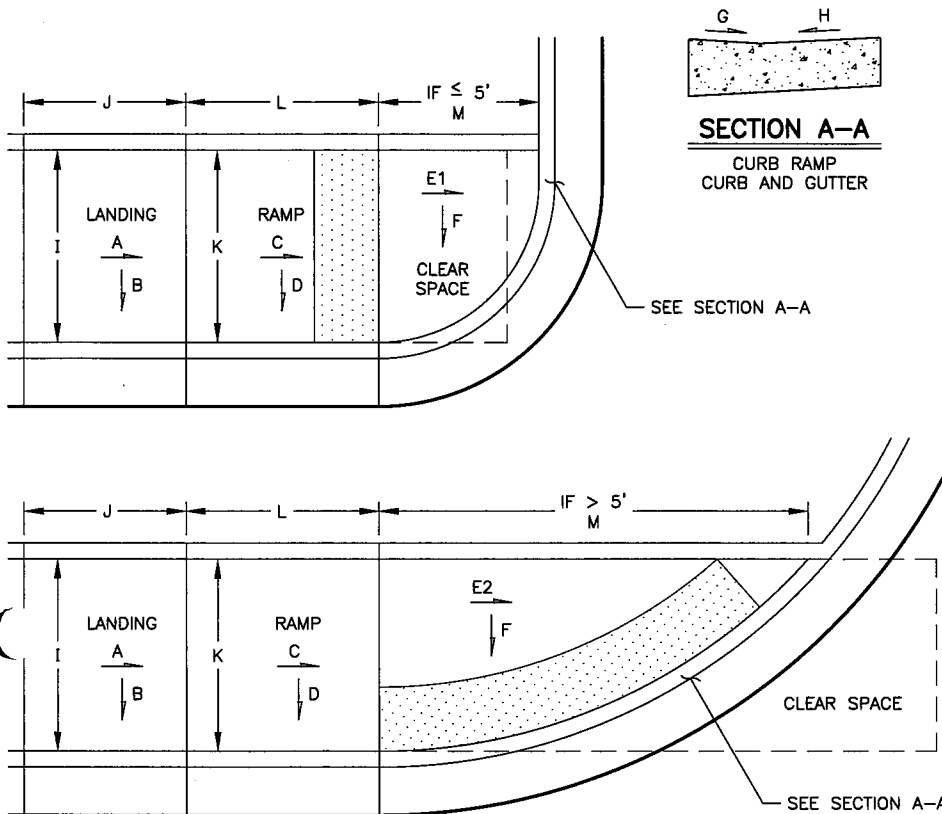 G
H
SECTION A–A
CURB RAMP
CURB AND GUTTER
J
L
IF ≤ 5'
M
LANDING
A
B
I
RAMP
C
D
K
E1
F
CLEAR
SPACE
SEE SECTION A–A
J
L
IF > 5'
M
LANDING
A
B
I
RAMP
C
D
K
E2
F
CLEAR SPACE
SEE SECTION A–A